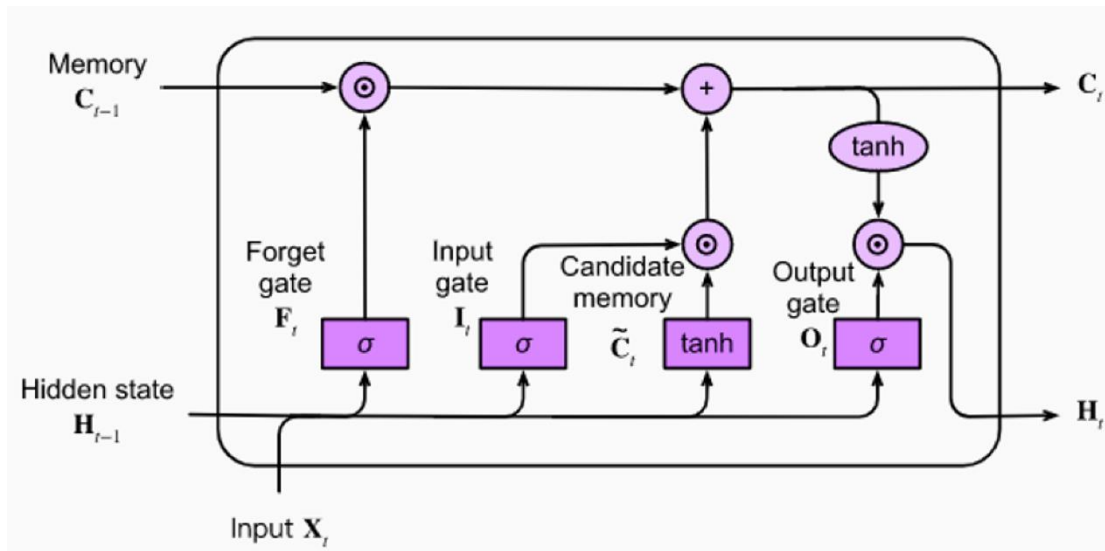 Memory
C_{t-1}
⊙
+
C_t
tanh
Forget
gate
F_t
Input
gate
I_t
⊙
Candidate
memory
C̃_t
Output
gate
O_t
⊙
σ
σ
tanh
σ
Hidden state
H_{t-1}
H_t
Input X_t